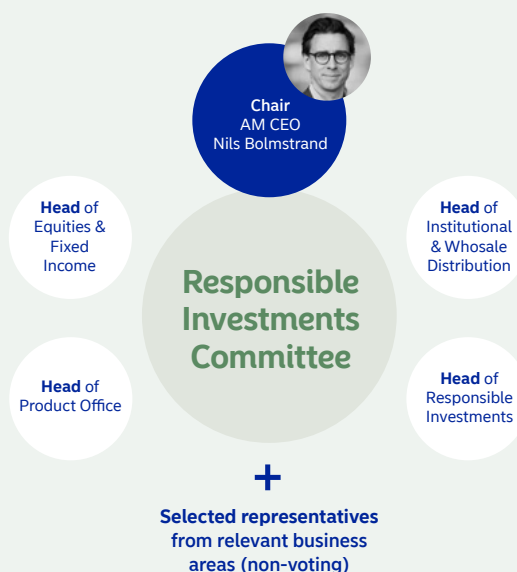 Chair
AM CEO
Nils Bolmstrand
Head of
Equities &
Fixed
Income
Head of
Institutional
& Whosale
Distribution
Responsible
Investments
Committee
Head of
Product Office
Head of
Responsible
Investments
+
Selected representatives
from relevant business
areas (non-voting)